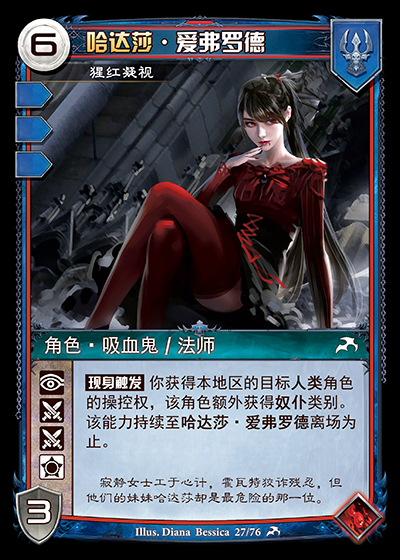 6
哈达莎·爱弗罗德
猩红凝视
角色·吸血鬼 / 法师
现身触发 你获得本地区的目标人类角色
的操控权，该角色额外获得奴仆类别。
该能力持续至哈达莎·爱弗罗德离场为
止。
寂静女士工于心计，霍瓦特狡诈残忍，但
他们的妹妹哈达莎却是最危险的那一位。
3
Illus. Diana Bessica 27/76